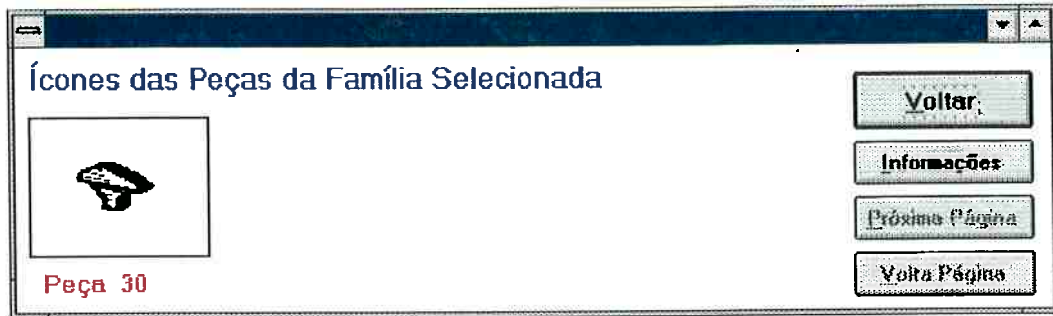 Ícones das Peças da Família Selecionada
Voltar
Informações
Próxima Página
Volta Página
Peça 30